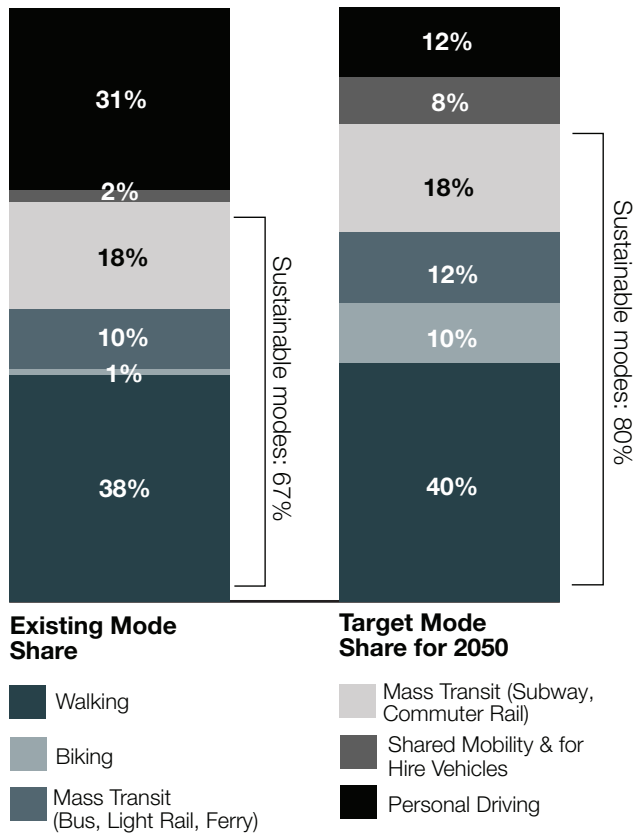 31%
2%
18%
10%
1%
38%
Sustainable modes: 67%
12%
8%
18%
12%
10%
40%
Sustainable modes: 80%
Existing Mode
Share
Target Mode
Share for 2050
Walking
Biking
Mass Transit
(Bus, Light Rail, Ferry)
Mass Transit (Subway,
Commuter Rail)
Shared Mobility & for
Hire Vehicles
Personal Driving